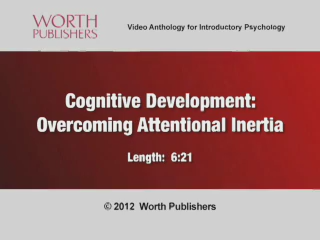 WORTH
PUBLISHERS
Video Anthology for Introductory Psychology
Cognitive Development:
Overcoming Attentional Inertia
Length: 6:21
© 2012 Worth Publishers